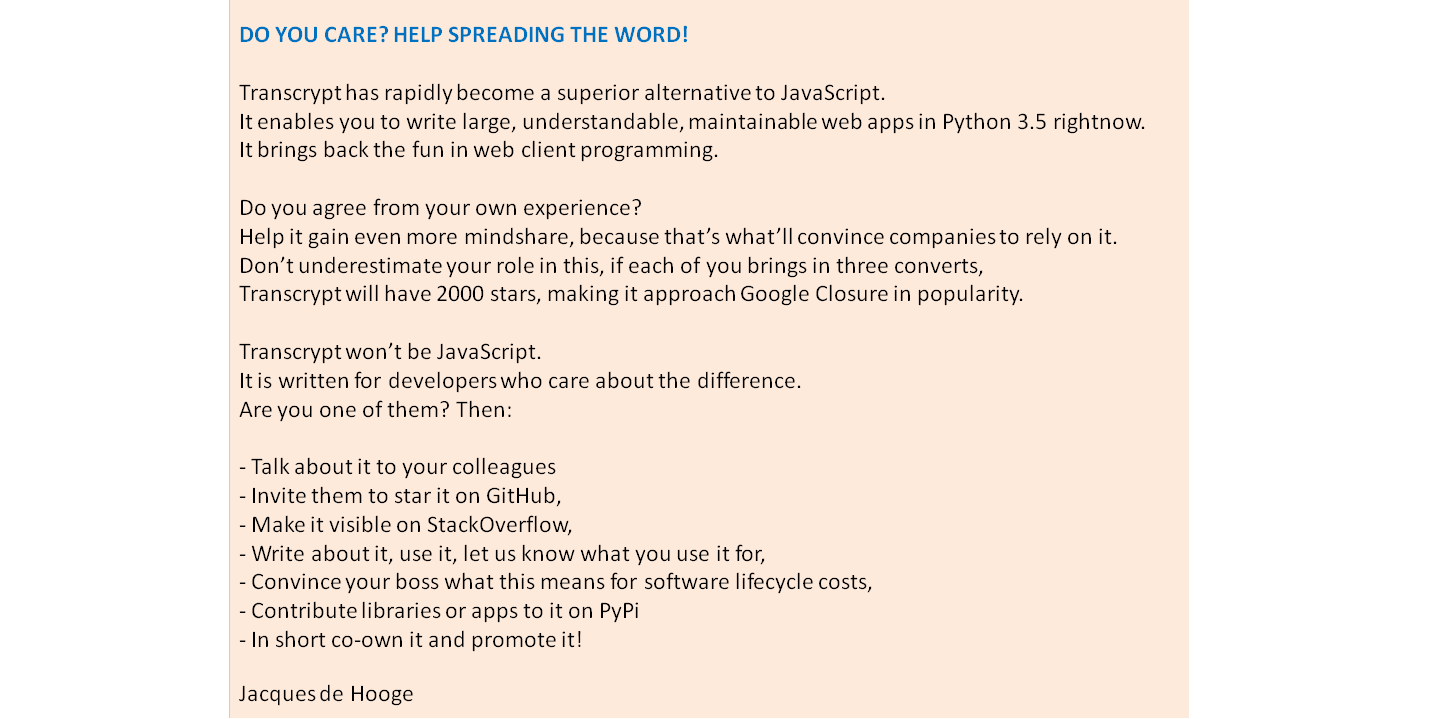 DO YOU CARE? HELP SPREADING THE WORD!
Transcrypt has rapidly become a superior alternative to JavaScript.
It enables you to write large, understandable, maintainable web apps in Python 3.5 rightnow.
It brings back the fun in web client programming.
Do you agree from your own experience?
Help it gain even more mindshare, because that’s what’ll convince companies to rely on it.
Don’t underestimate your role in this, if each of you brings in three converts,
Transcrypt will have 2000 stars, making it approach Google Closure in popularity.
Transcrypt won’t be JavaScript.
It is written for developers who care about the difference.
Are you one of them? Then:
- Talk about it to your colleagues
- Invite them to star it on GitHub,
- Make it visible on StackOverflow,
- Write about it, use it, let us know what you use it for,
- Convince your boss what this means for software lifecycle costs,
- Contribute libraries or apps to it on PyPi
- In short co-own it and promote it!
Jacques de Hooge